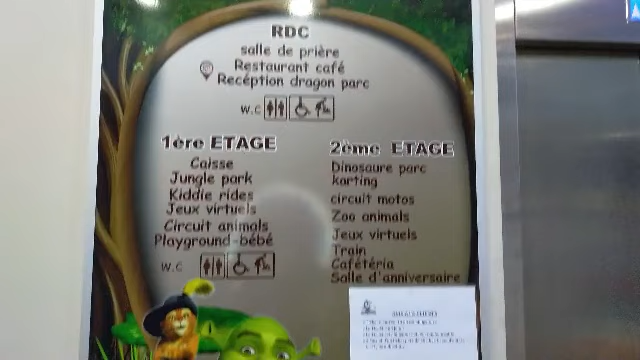 RDC
salle de prière
Restaurant café
Recéption dragon parc
W.C
1ère ETAGE
Caisse
Jungle park
Kiddie rides
Jeux virtuels
Circuit animals
Playground-bébé
W.C
2ème ETAGE
Dinosaure parc
karting
circuit motos
Zoo animals
Jeux virtuels
Train
Cafétéria
Salle d'anniversaire